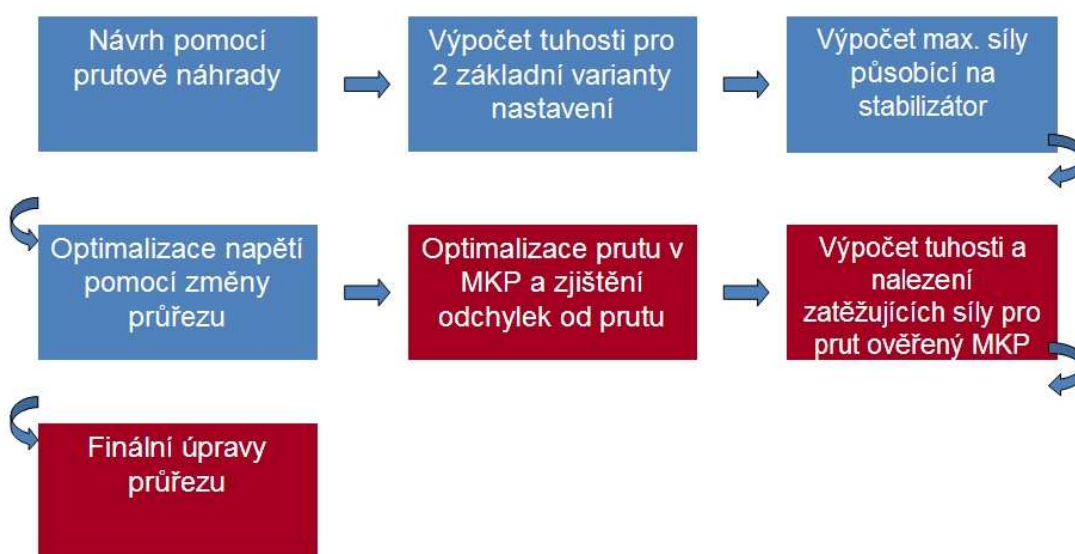 Návrh pomocí
prutové náhrady
Výpočet tuhosti pro
2 základní varianty
nastavení
Výpočet max. síly
působící na
stabilizátor
Optimalizace napětí
pomocí změny
průřezu
Optimalizace prutu v
MKP a zjištění
odchylek od prutu
Výpočet tuhosti a
nalezení
zatěžujících síly pro
prut ověřený MKP
Finální úpravy
průřezu